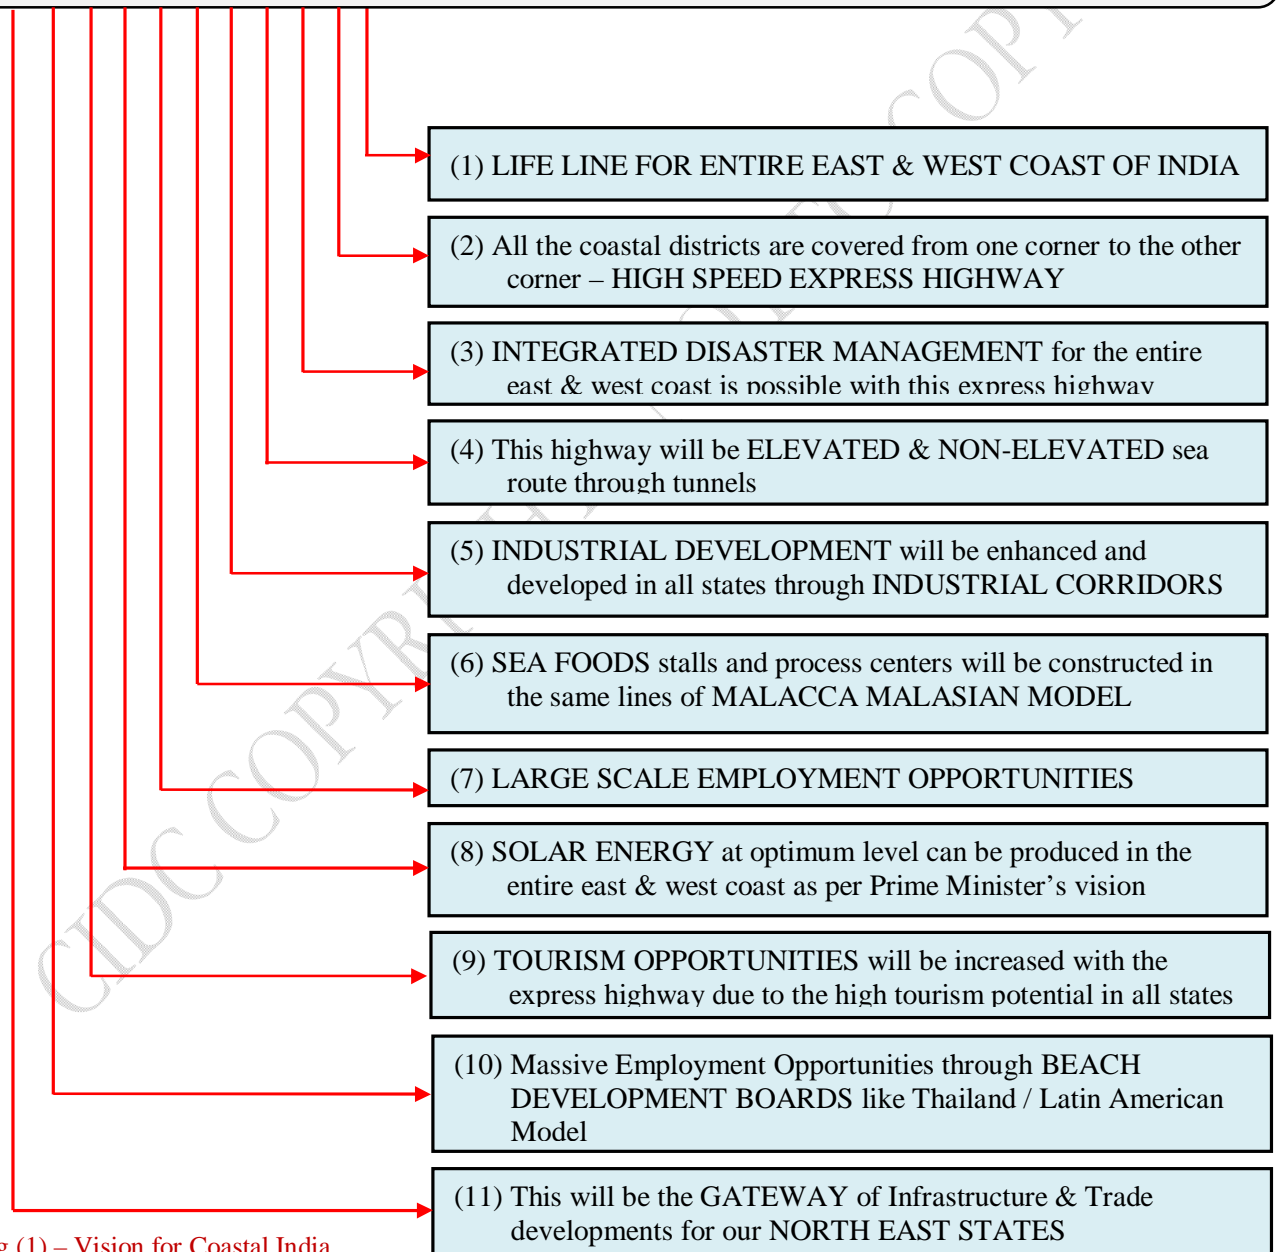 (1) LIFE LINE FOR ENTIRE EAST & WEST COAST OF INDIA
(2) All the coastal districts are covered from one corner to the other
corner – HIGH SPEED EXPRESS HIGHWAY
(3) INTEGRATED DISASTER MANAGEMENT for the entire
east & west coast is possible with this express highway
(4) This highway will be ELEVATED & NON-ELEVATED sea
route through tunnels
(5) INDUSTRIAL DEVELOPMENT will be enhanced and
developed in all states through INDUSTRIAL CORRIDORS
(6) SEA FOODS stalls and process centers will be constructed in
the same lines of MALACCA MALASIAN MODEL
(7) LARGE SCALE EMPLOYMENT OPPORTUNITIES
(8) SOLAR ENERGY at optimum level can be produced in the
entire east & west coast as per Prime Minister’s vision
(9) TOURISM OPPORTUNITIES will be increased with the
express highway due to the high tourism potential in all states
(10) Massive Employment Opportunities through BEACH
DEVELOPMENT BOARDS like Thailand / Latin American
Model
(11) This will be the GATEWAY of Infrastructure & Trade
developments for our NORTH EAST STATES
(1) – Vision for Coastal India
CIDC COPYRI
COPY